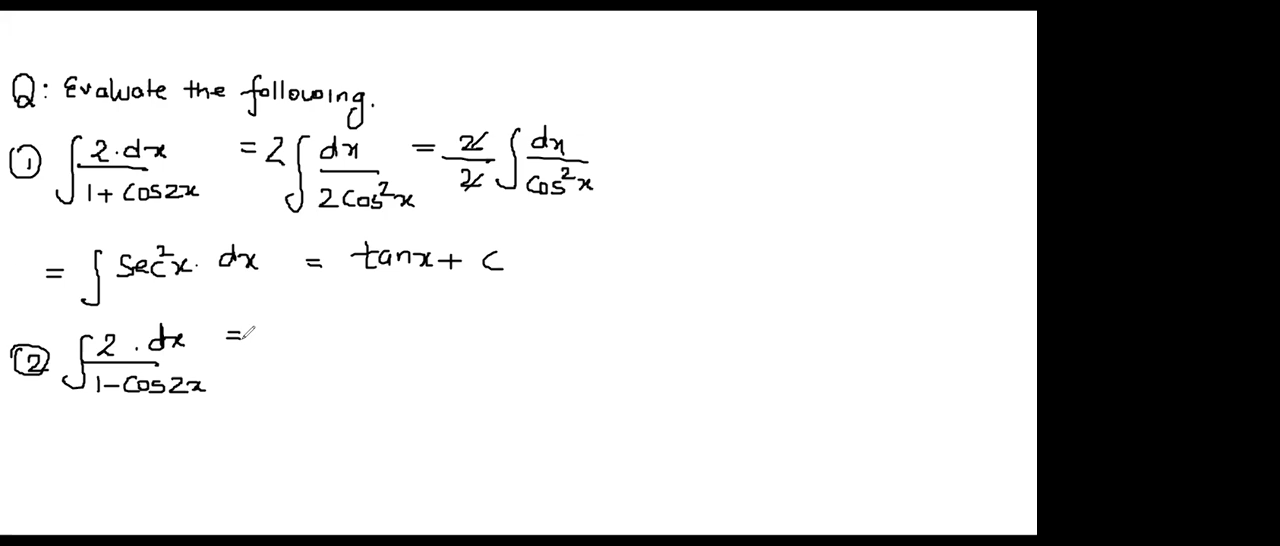 Q: Evaluate the following.
① ∫ 2·dx / 1 + cos2x = 2 ∫ dx / 2cos²x = 2/2 ∫ dx / cos²x
= ∫ sec²x. dx = tanx + c
② ∫ 2 . dx / 1 - cos2x =